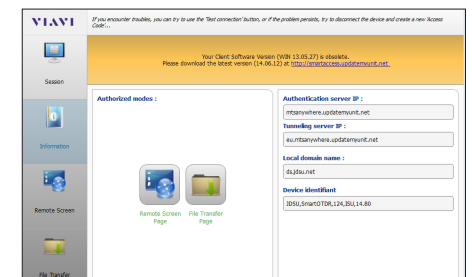 VIAVI
If you encounter troubles, you can try to use the 'Test connection' button, or if the problem persists, try to disconnect the device and create a new 'Access
Code'...
Your Client Software Version (WIN 13.05.27) is obsolete.
Please download the latest version (14.06.12) at http://smartaccess.updatemyunit.net
Session
Information
Remote Screen
File Transfer
Authorized modes :
Remote Screen
Page
File Transfer
Page
Authentication server IP :
mtsanywhere.updatemyunit.net
Tunneling server IP :
eu.mtsanywhere.updatemyunit.net
Local domain name :
ds.jdsu.net
Device identifiant
JDSU,SmartOTDR,124,ISU,14.80